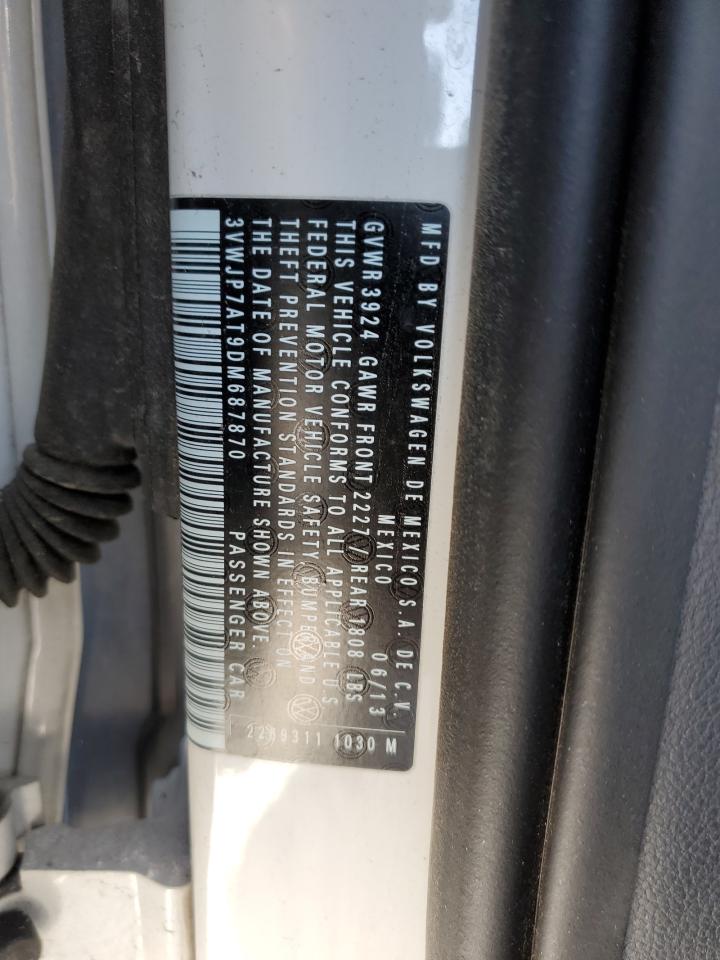 MFD BY VOLKSWAGEN DE MEXICO S.A. DE C.V.
MEXICO 06/13
GVWR 3924 GAWR FRONT 2227 /REAR 1808 LBS
THIS VEHICLE CONFORMS TO ALL APPLICABLE U.S
FEDERAL MOTOR VEHICLE SAFETY, BUMPER AND
THEFT PREVENTION STANDARDS IN EFFECT ON
THE DATE OF MANUFACTURE SHOWN ABOVE
3VWJP7AT9DM687870 PASSENGER CAR
1030 M